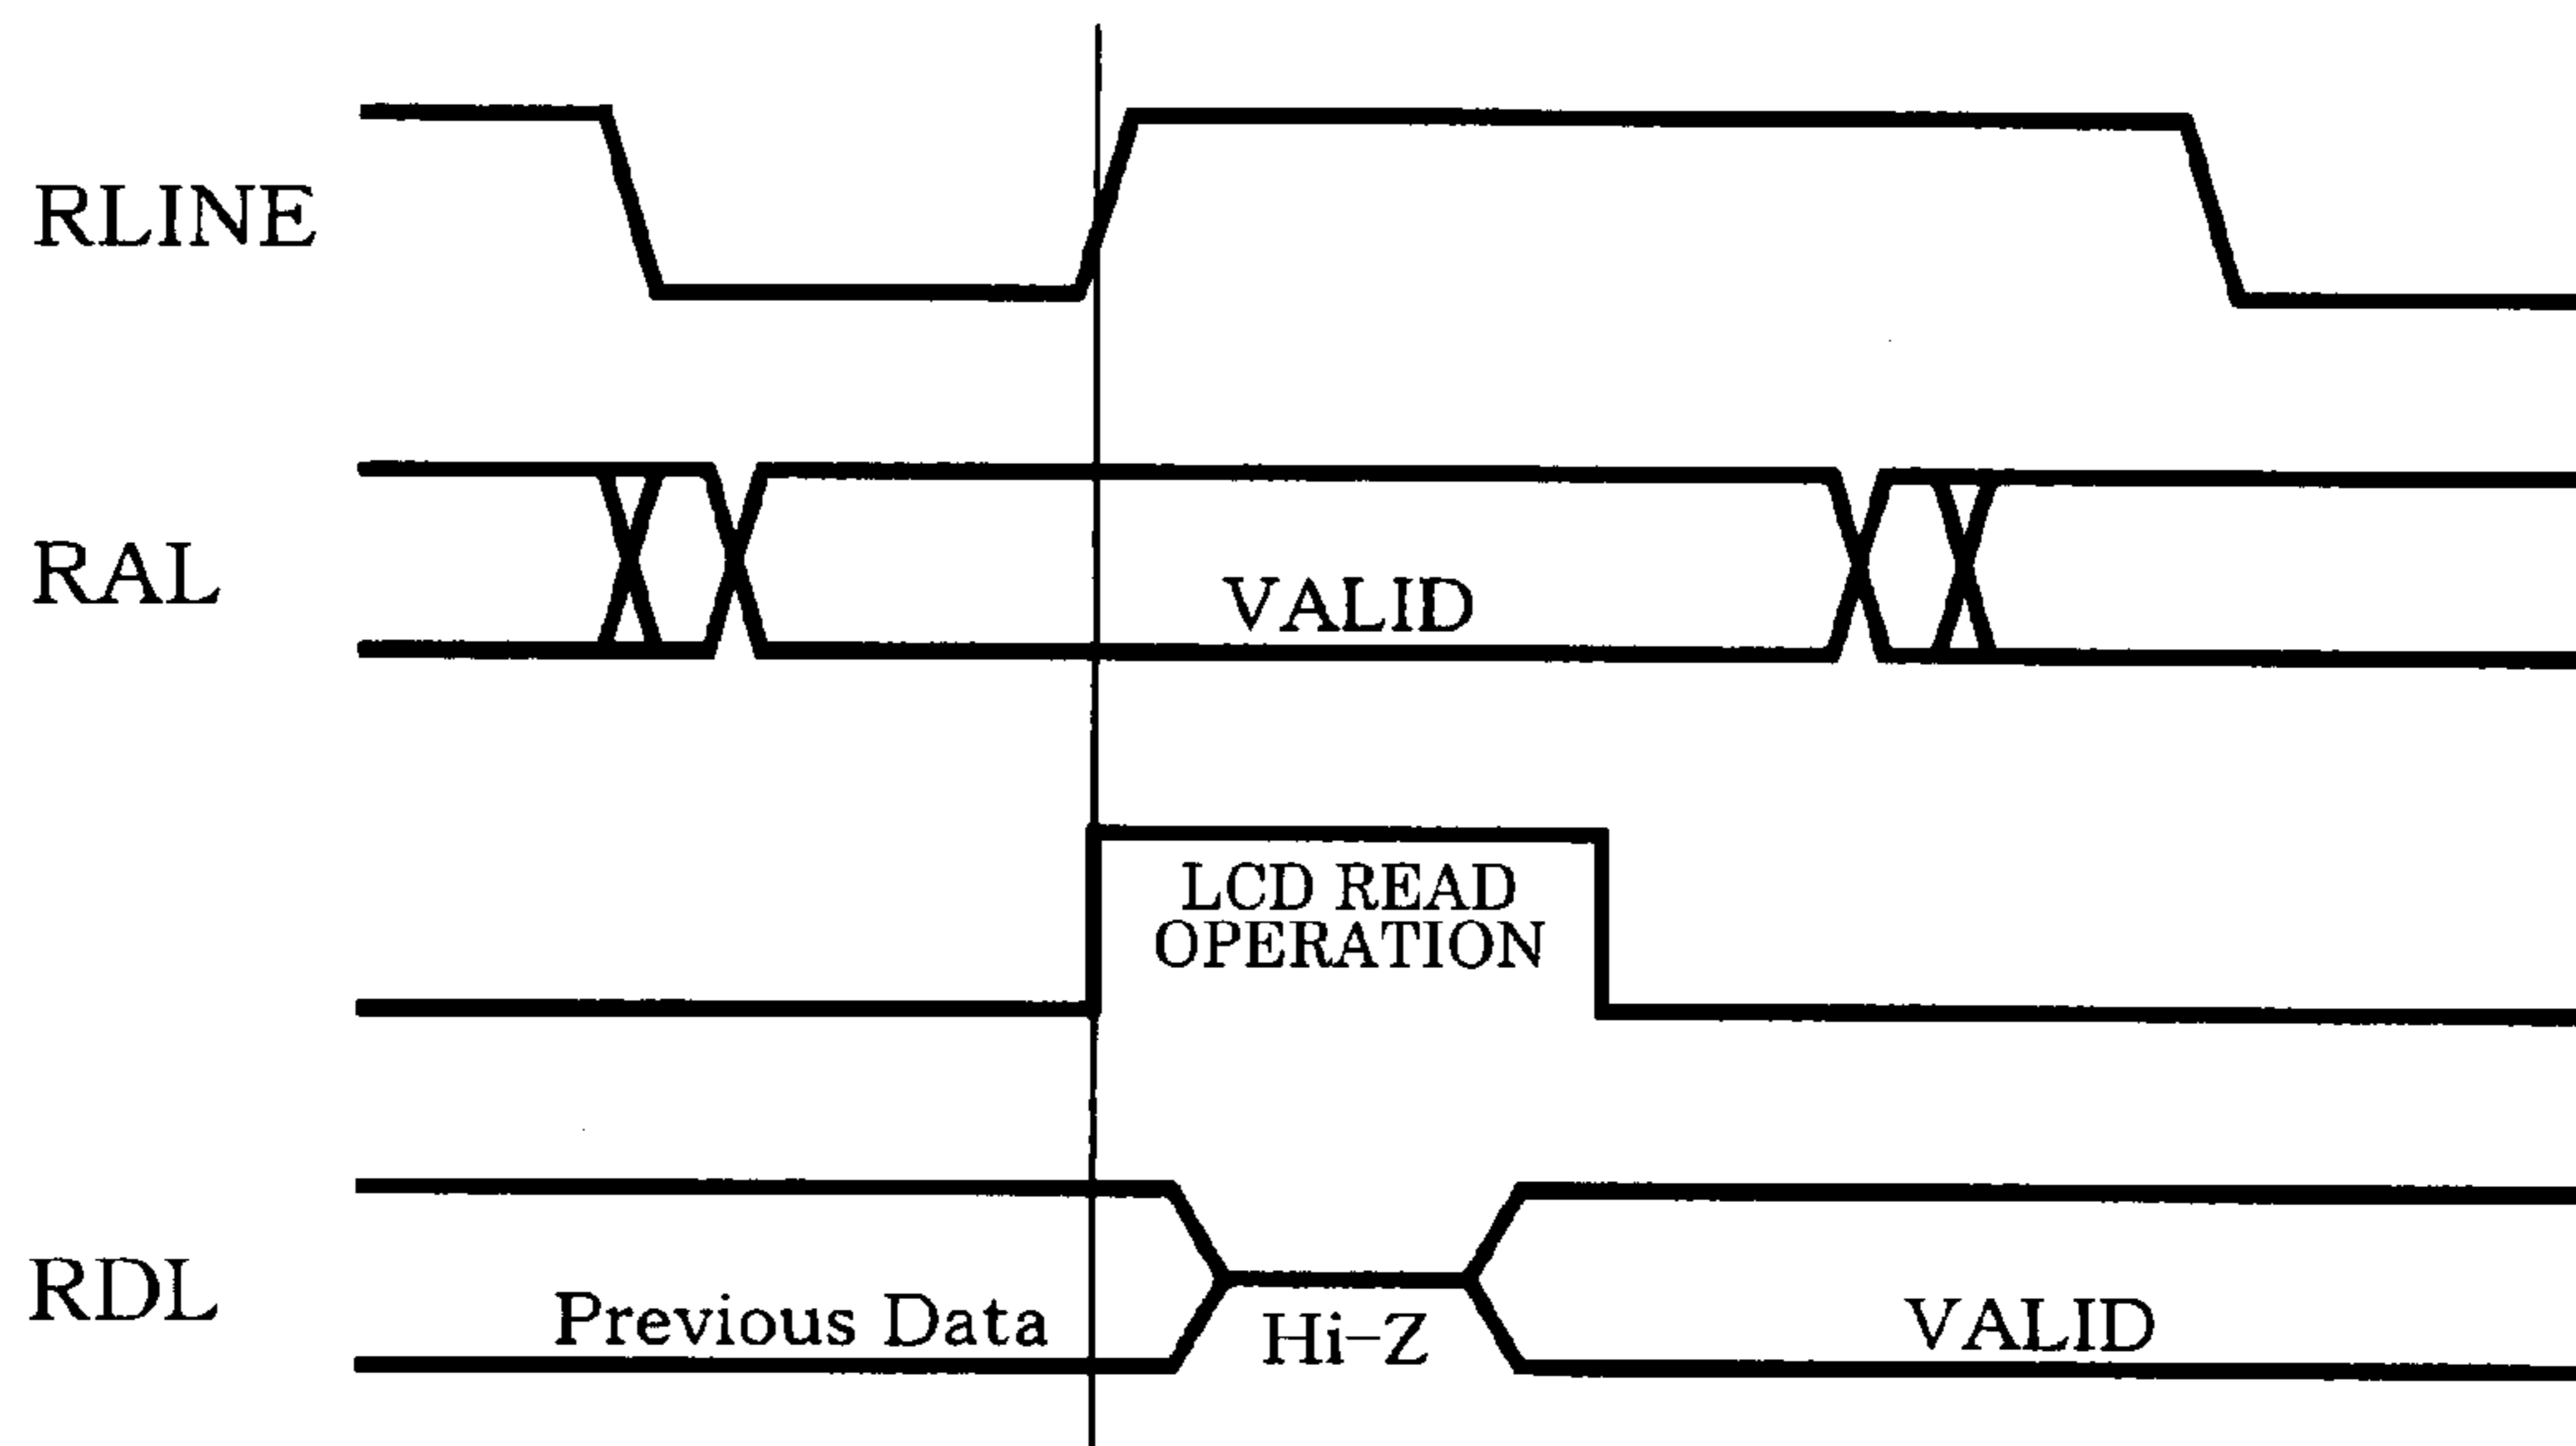 RLINE
RAL
VALID
LCD READ
OPERATION
RDL
Previous Data
Hi–Z
VALID